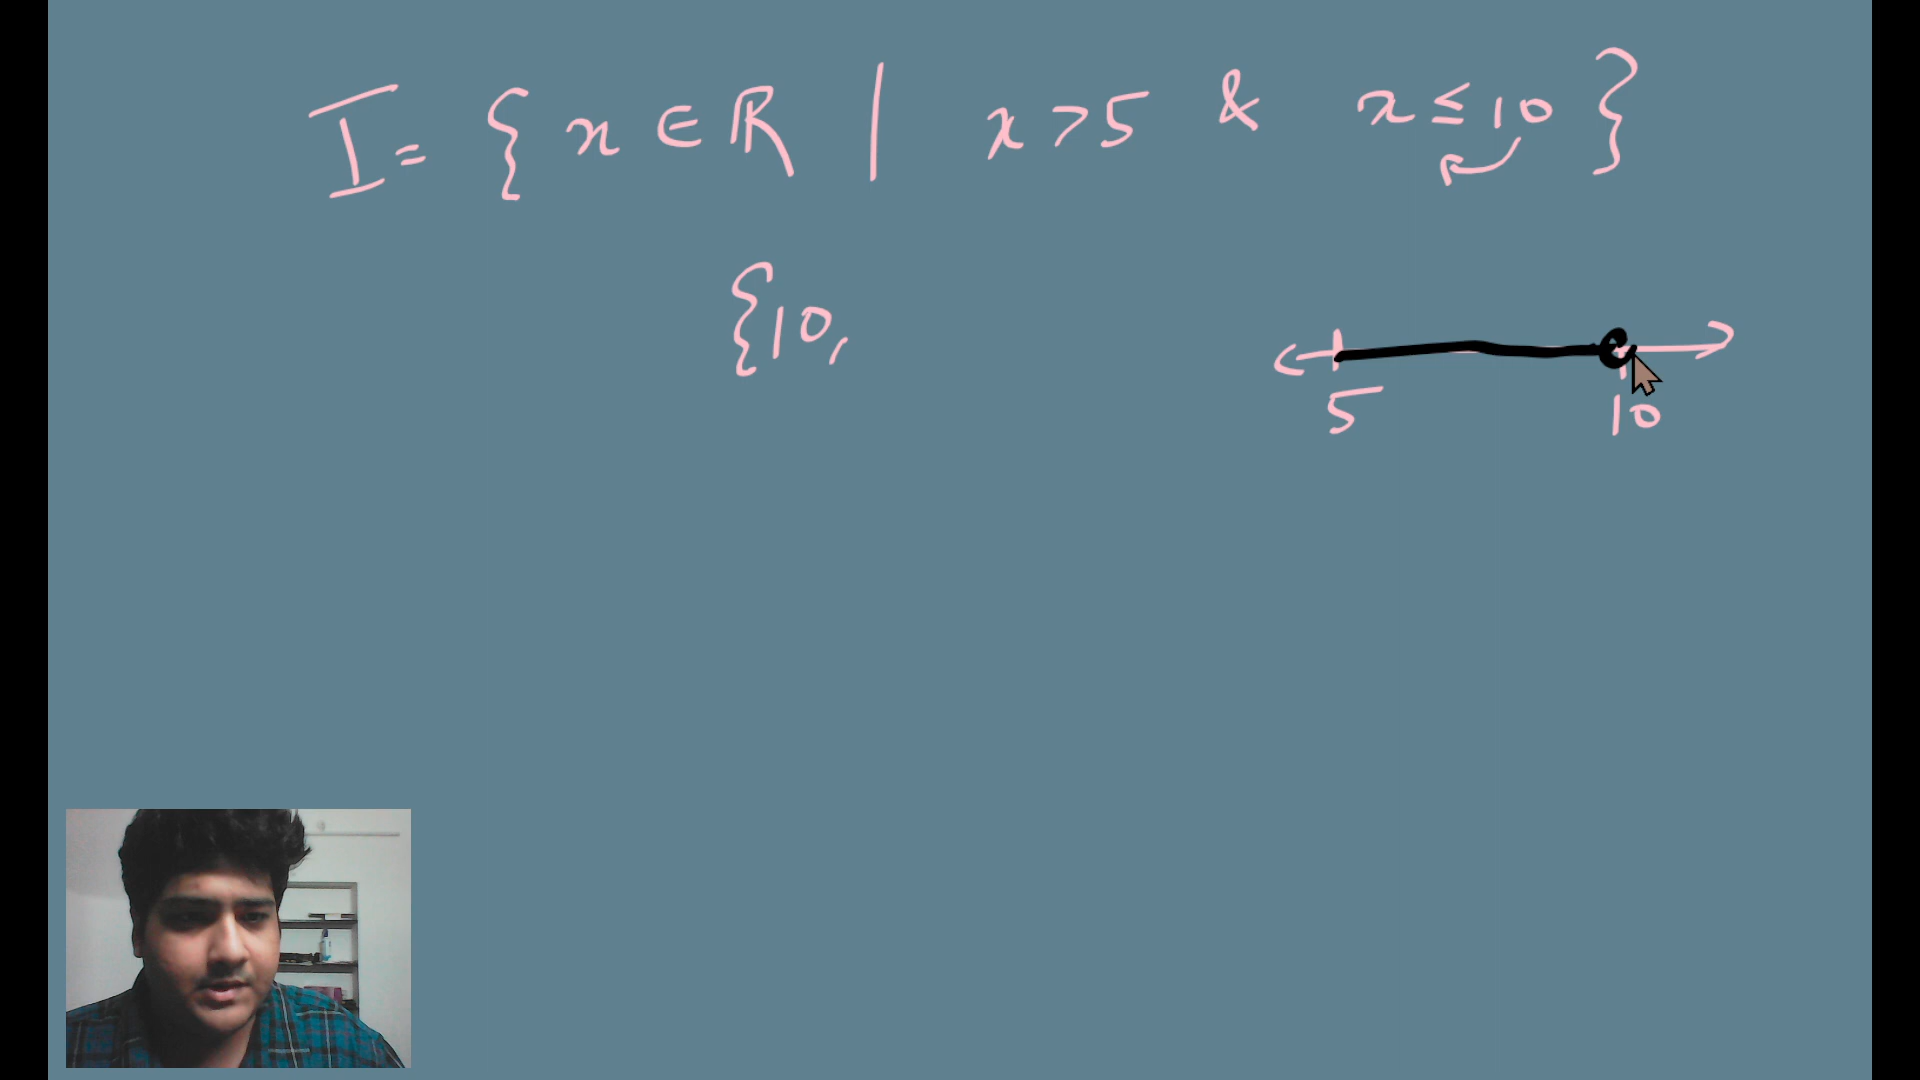 I = { x ∈ ℝ | x > 5 & x ≤ 10 }
{10,
5 10